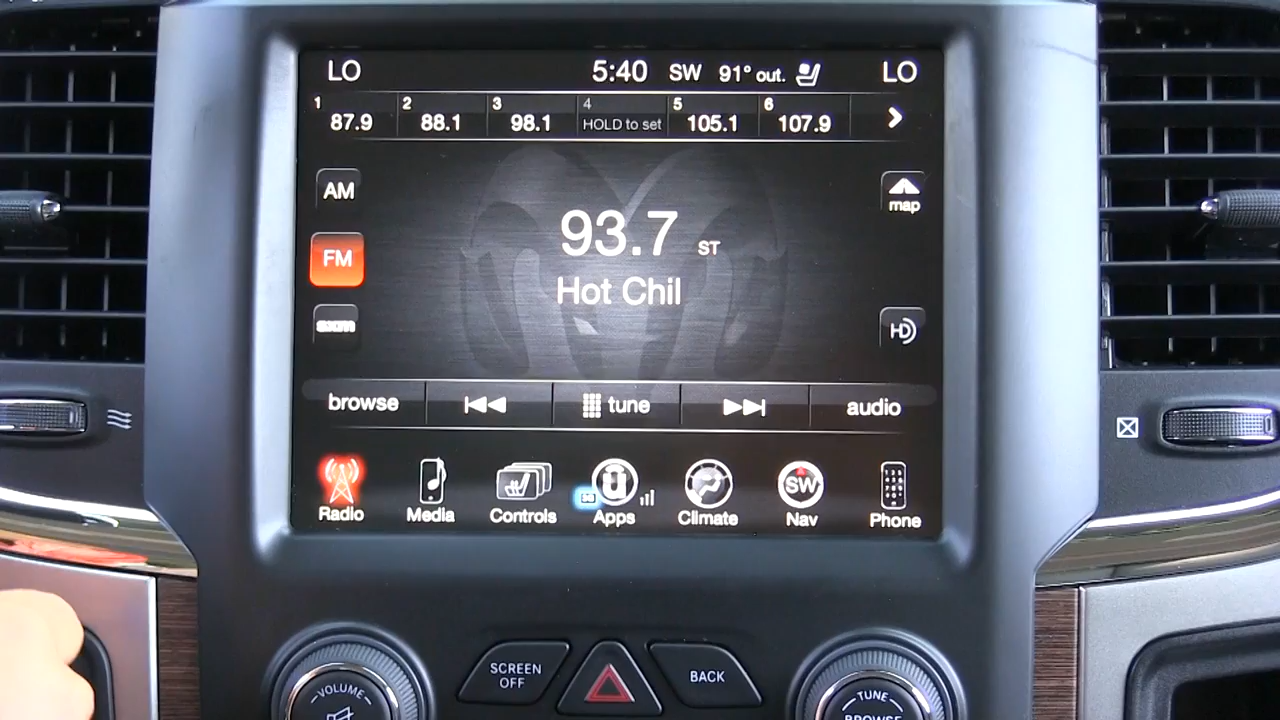 LO 5:40 SW 91° out. LO
1 2 3 4 5 6
87.9 88.1 98.1 HOLD to set 105.1 107.9
AM
map
93.7 ST
FM
Hot Chil
sxm
HD
browse tune audio
SW
Radio Media Controls Apps Climate Nav Phone
SCREEN
OFF
BACK
VOLUME
TUNE
BROWSE